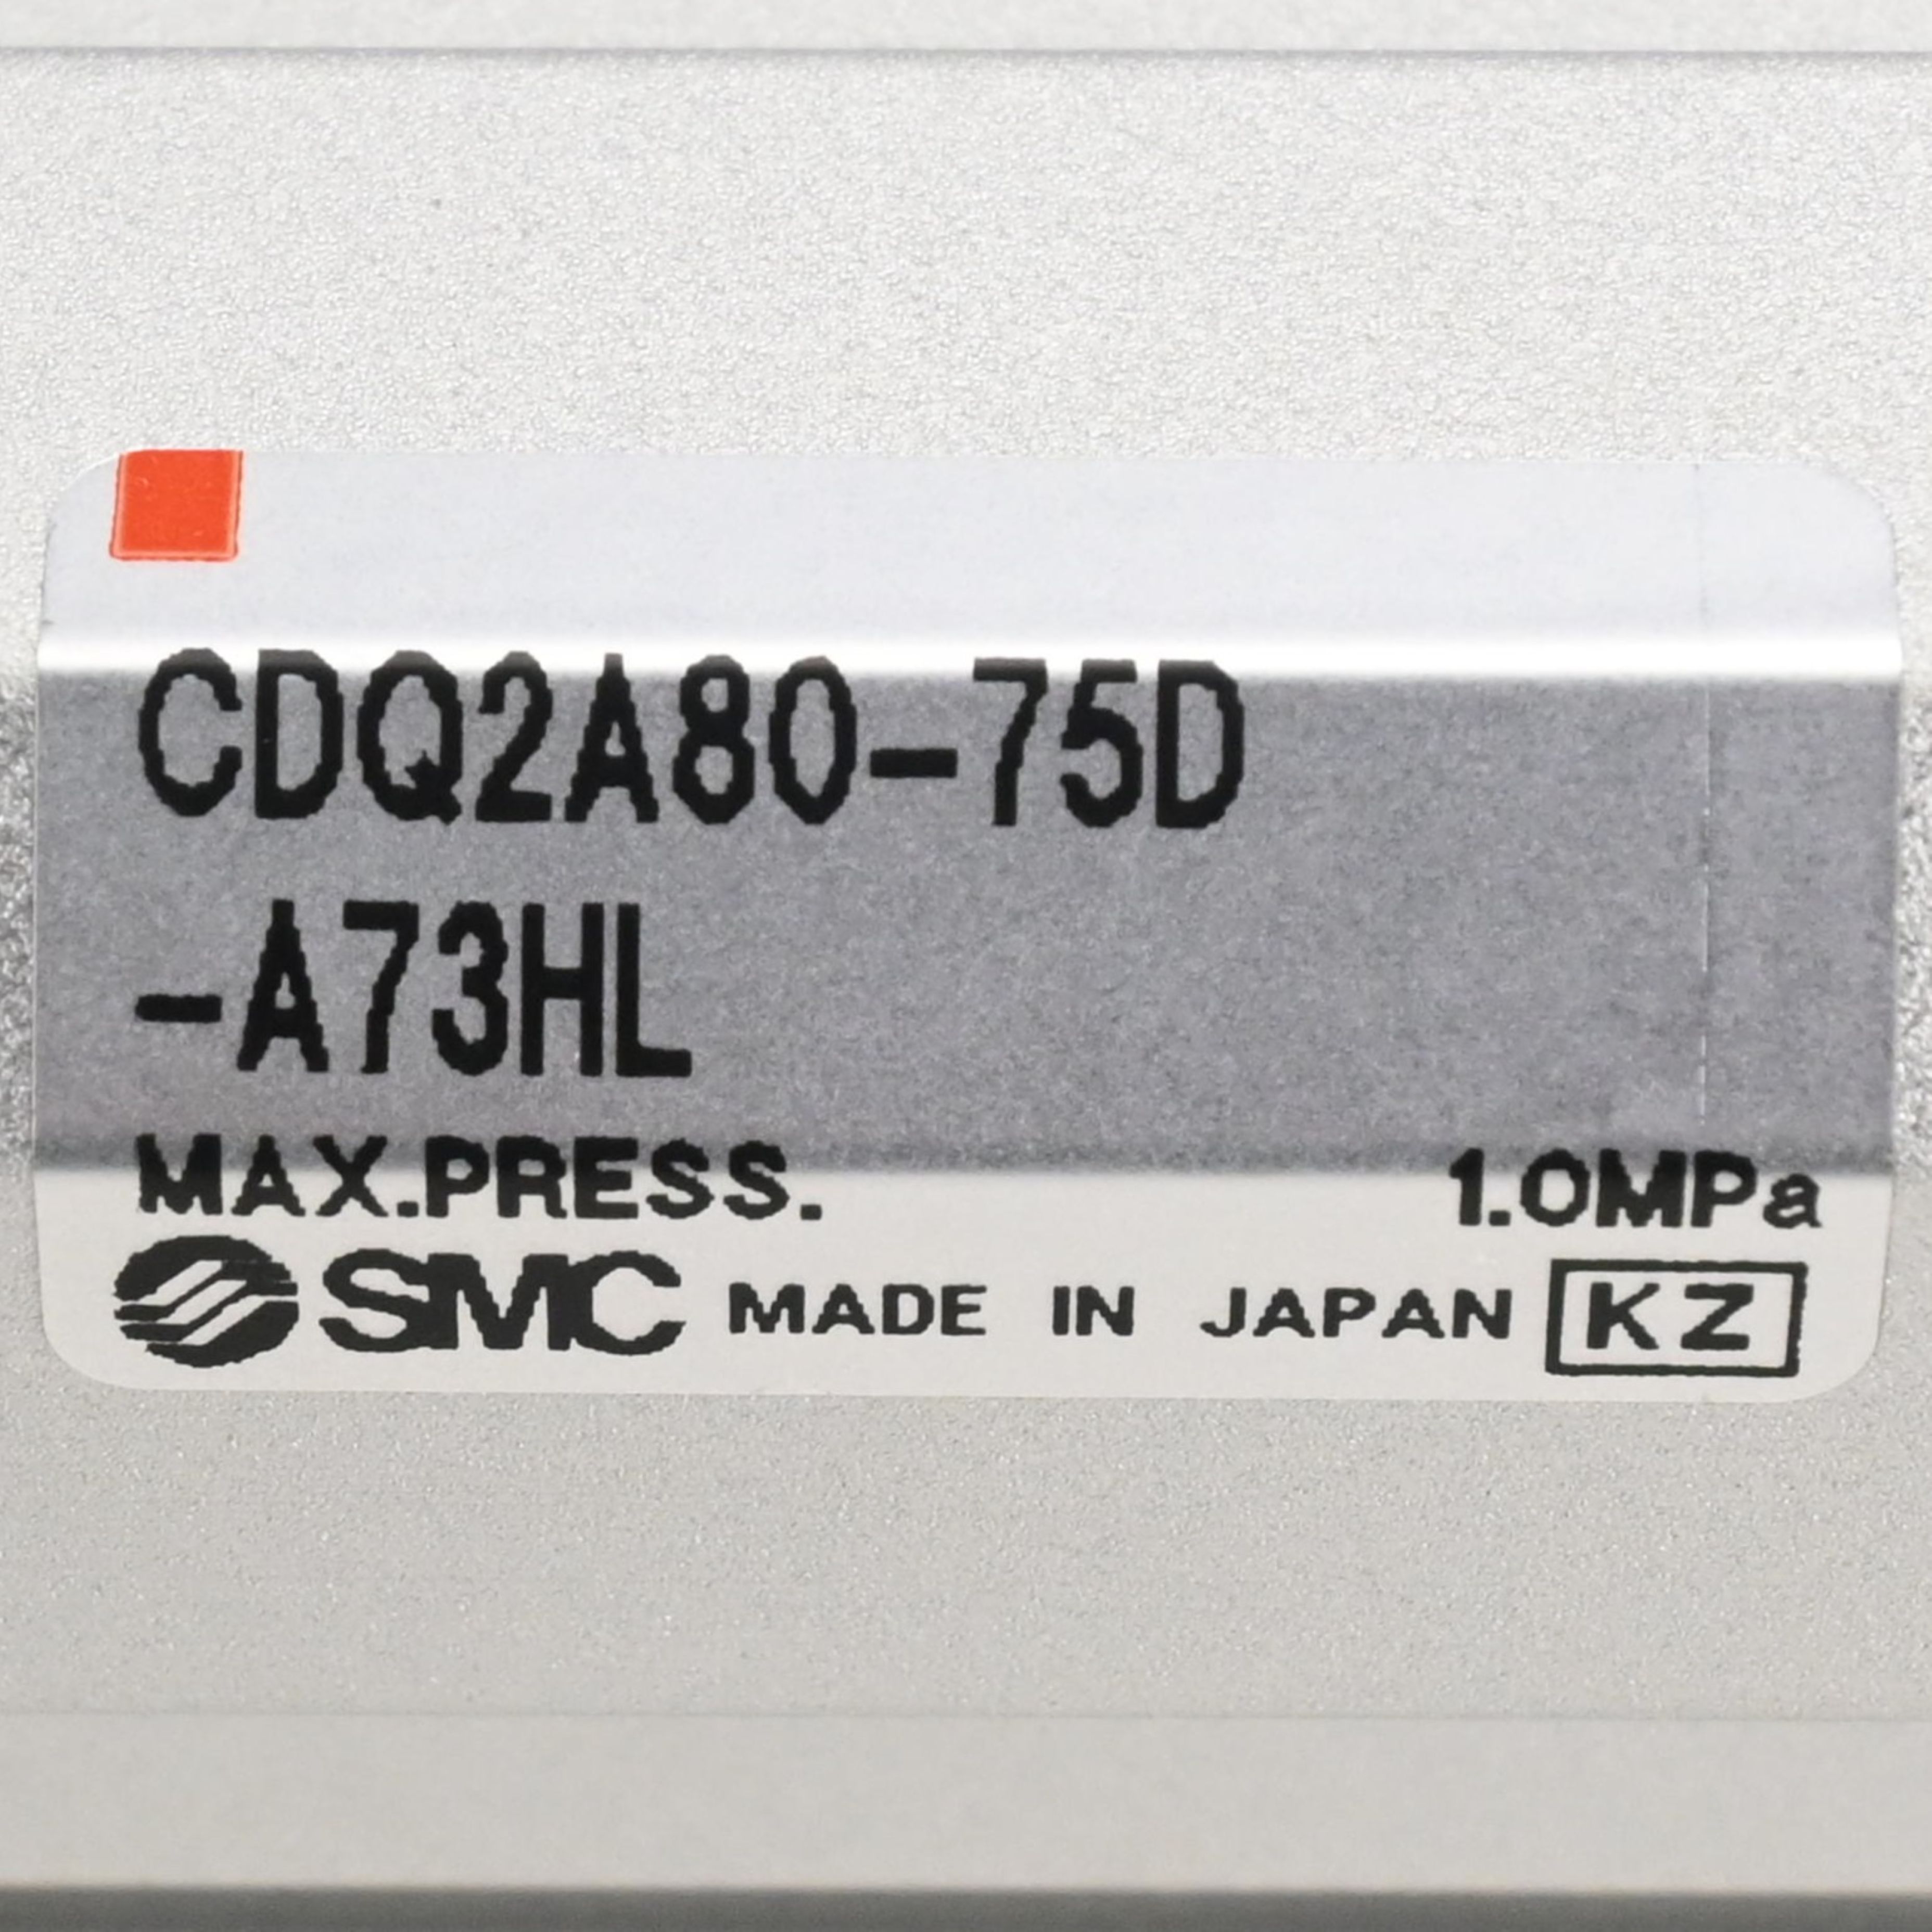 CDQ2A80-75D
-A73HL
MAX.PRESS. 1.0MPa
SMC MADE IN JAPAN KZ